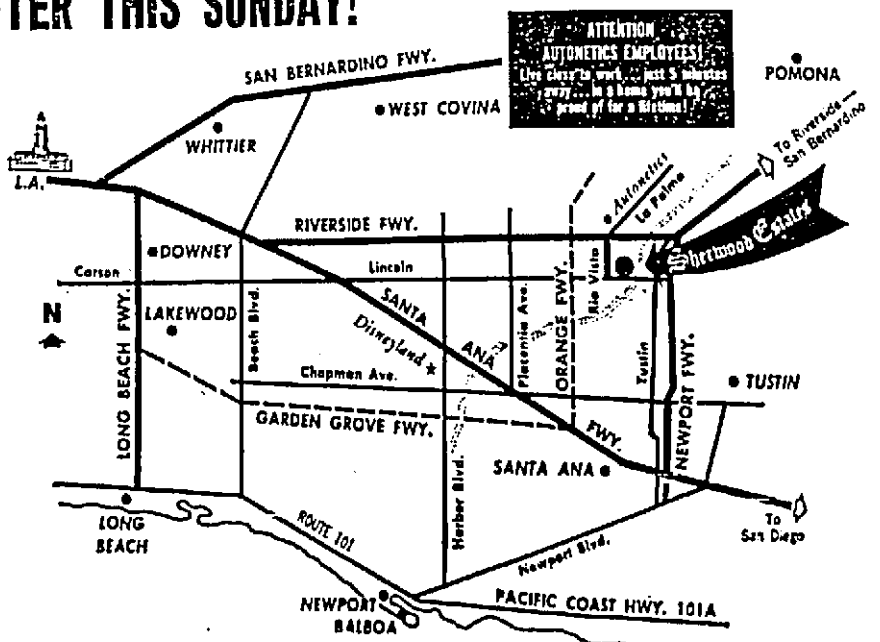 TER THIS SUNDAY!
ATTENTION
AUTONETICS EMPLOYEES!
Live close to work... just 5 minutes
away... in a home you'll be
proud of for a lifetime!
SAN BERNARDINO FWY.
POMONA
WEST COVINA
WHITTIER
To Riverside
San Bernardino
L.A.
Autonetics
La Palma
RIVERSIDE FWY.
Sherwood Estates
DOWNEY
Carson
Lincoln
Rio Vista
N
LAKEWOOD
LONG BEACH FWY.
Beach Blvd.
SANTA
ANA
FWY.
Disneyland
Placentia Ave.
ORANGE FWY.
Tustin
NEWPORT FWY.
Chapman Ave.
TUSTIN
GARDEN GROVE FWY.
SANTA ANA
Harbor Blvd.
LONG
BEACH
ROUTE 101
Newport Blvd.
To
San Diego
NEWPORT
BALBOA
PACIFIC COAST HWY. 101A